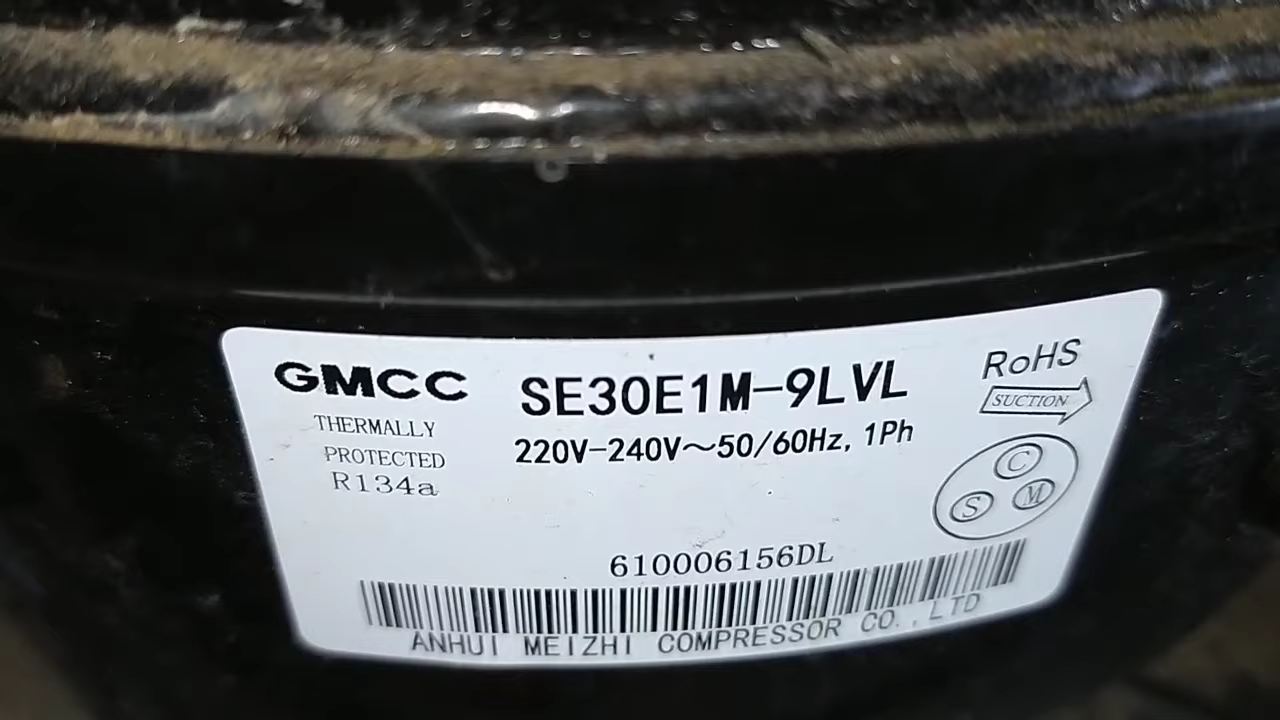 GMCC
THERMALLY
PROTECTED
R134a
SE30E1M-9LVL
220V-240V～50/60Hz, 1Ph
RoHS
SUCTION
C
S
M
610006156DL
ANHUI MEIZHI COMPRESSOR CO.,LTD